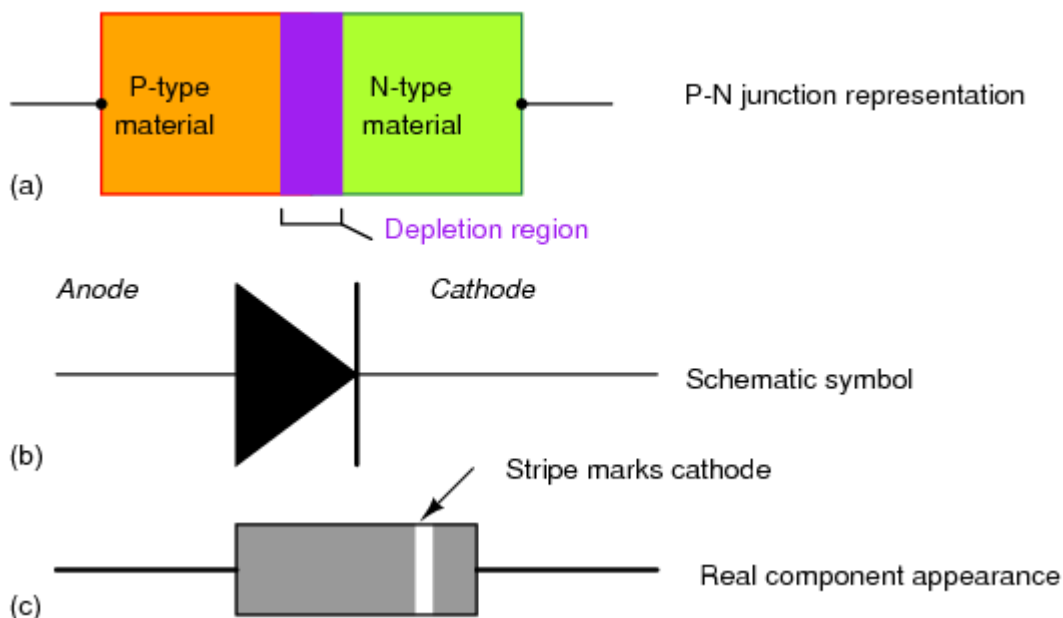 P-type
material
N-type
material
P-N junction representation
(a)
Depletion region
Anode
Cathode
Schematic symbol
(b)
Stripe marks cathode
Real component appearance
(c)